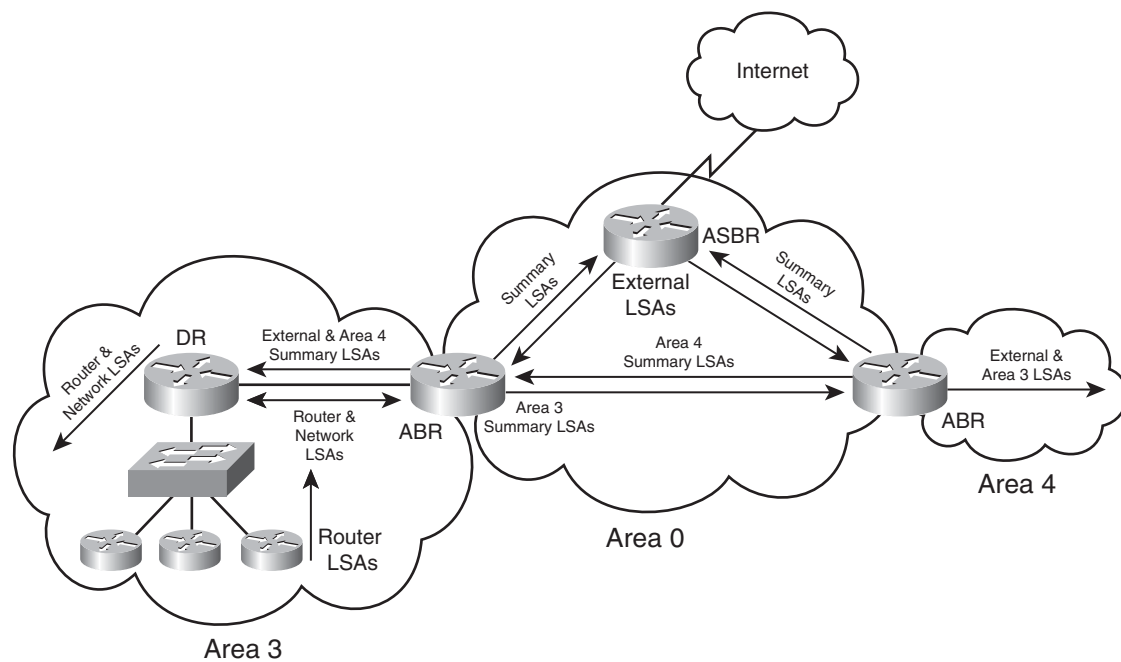 Internet
ASBR
External
LSAs
Summary
LSAs
Summary
LSAs
DR
Router &
Network LSAs
External & Area 4
Summary LSAs
Area 4
Summary LSAs
External &
Area 3 LSAs
Router &
Network
LSAs
ABR
Area 3
Summary LSAs
ABR
Router
LSAs
Area 4
Area 0
Area 3